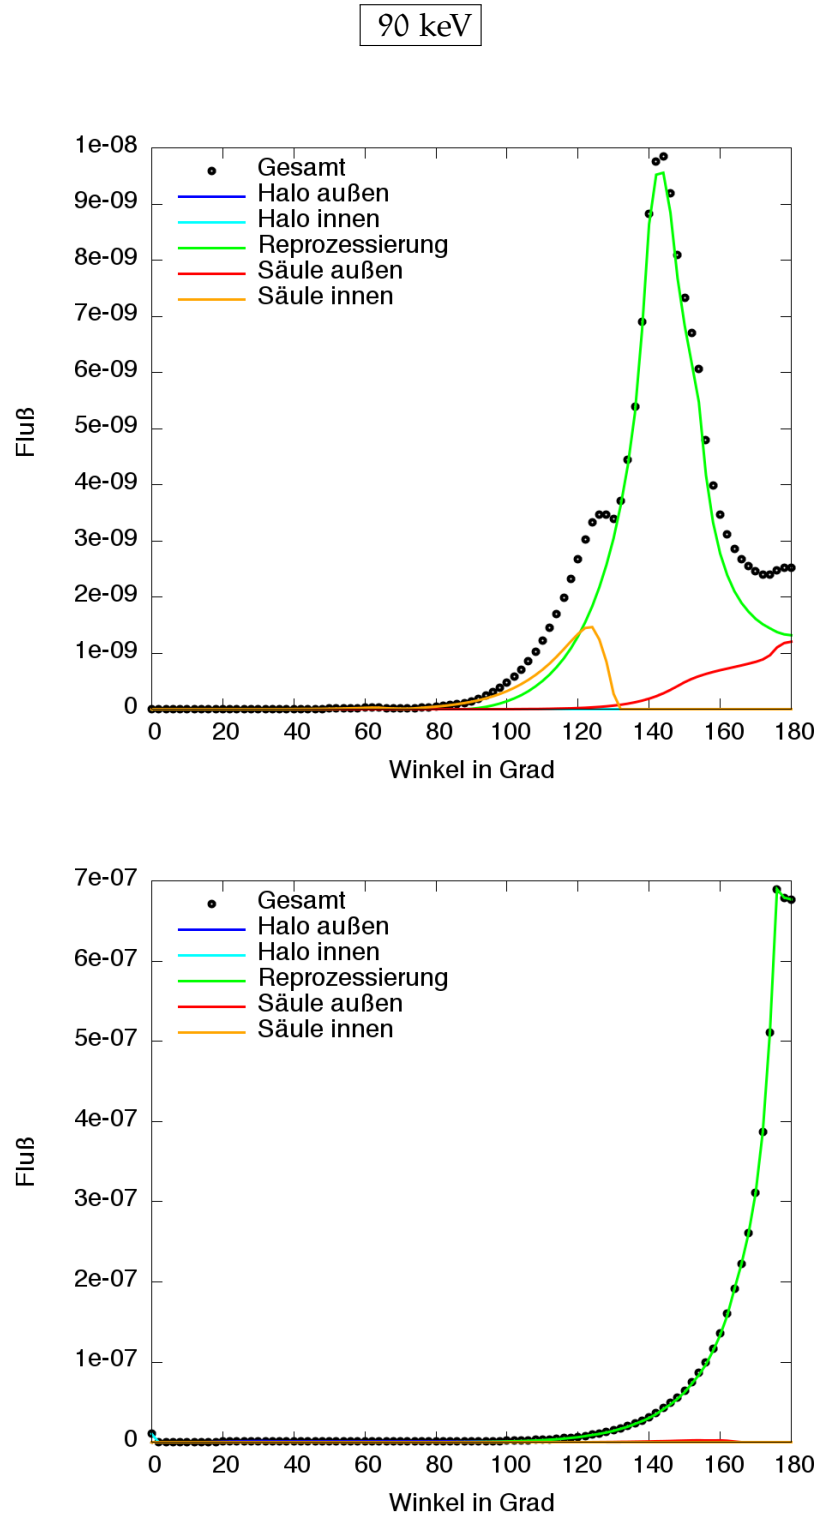 90 keV
1e-08
9e-09
8e-09
7e-09
6e-09
5e-09
4e-09
3e-09
2e-09
1e-09
0
Fluß
Gesamt
Halo außen
Halo innen
Reprozessierung
Säule außen
Säule innen
0 20 40 60 80 100 120 140 160 180
Winkel in Grad
7e-07
6e-07
5e-07
4e-07
3e-07
2e-07
1e-07
0
Fluß
Gesamt
Halo außen
Halo innen
Reprozessierung
Säule außen
Säule innen
0 20 40 60 80 100 120 140 160 180
Winkel in Grad